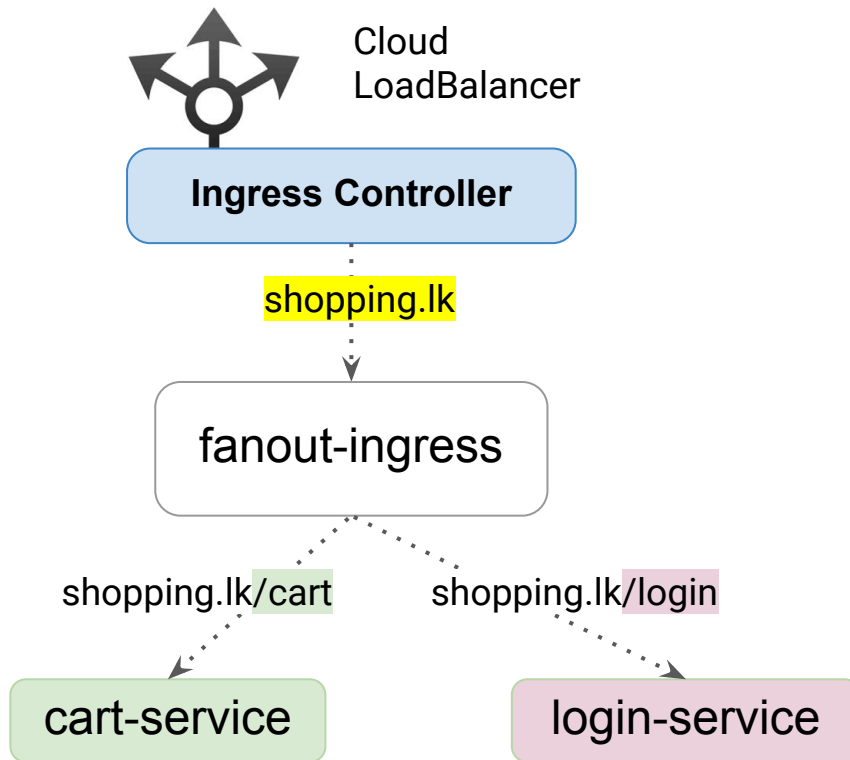 Cloud
LoadBalancer
Ingress Controller
shopping.lk
fanout-ingress
shopping.lk/cart
shopping.lk/login
cart-service
login-service